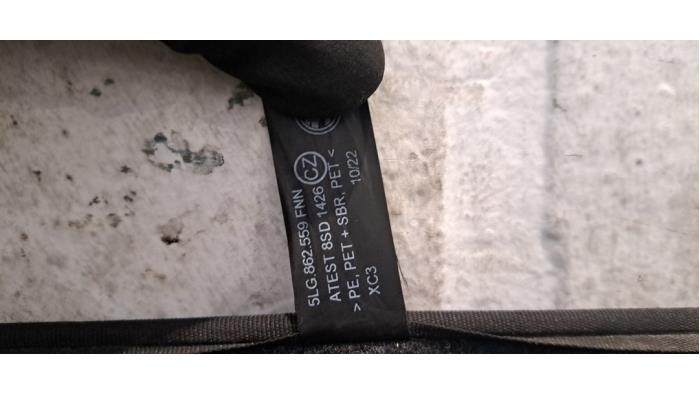 5LG.862.559 FNN
ATEST 8SD 1426 CZ
> PE, PET + SBR, PET <
XC3 10/22